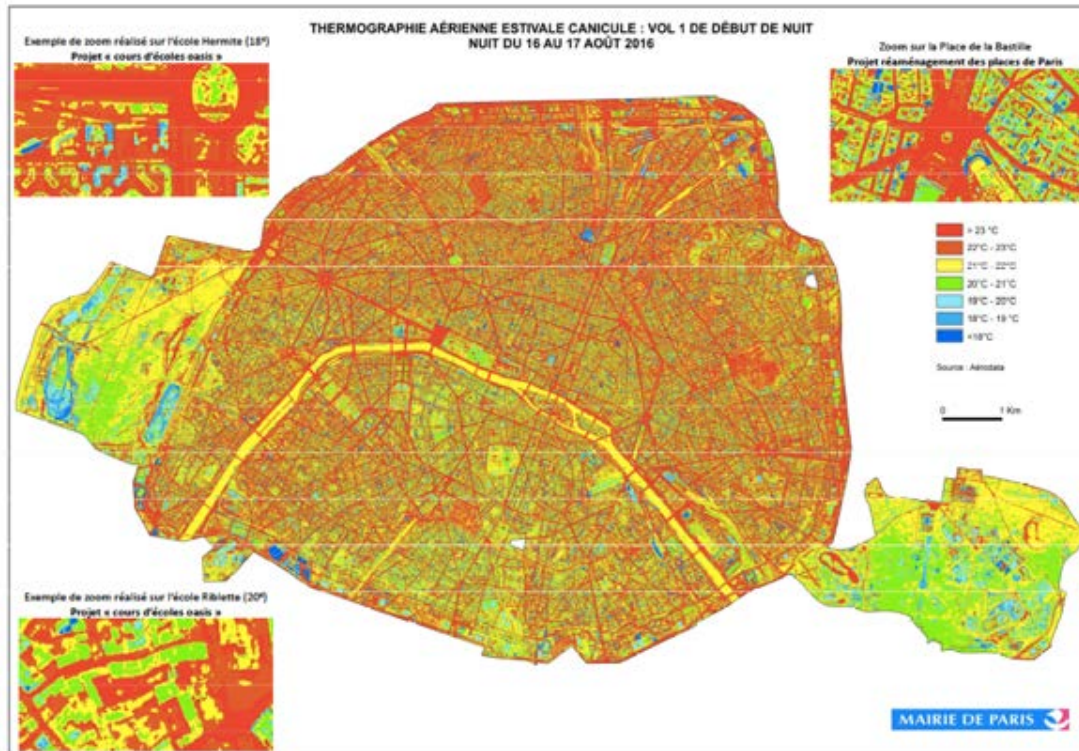 THERMOGRAPHIE AÉRIENNE ESTIVALE CANICULE : VOL 1 DE DÉBUT DE NUIT
NUIT DU 16 AU 17 AOÛT 2016
Exemple de zoom réalisé sur l'école Hermite (18ᵉ)
Projet « cours d'écoles oasis »
Zoom sur la Place de la Bastille
Projet réaménagement des places de Paris
> 23 °C
22°C - 23°C
21°C - 22°C
20°C - 21°C
19°C - 20°C
18°C - 19 °C
<18°C
Source : Aérodata
0 1 Km
Exemple de zoom réalisé sur l'école Riblette (20ᵉ)
Projet « cours d'écoles oasis »
MAIRIE DE PARIS